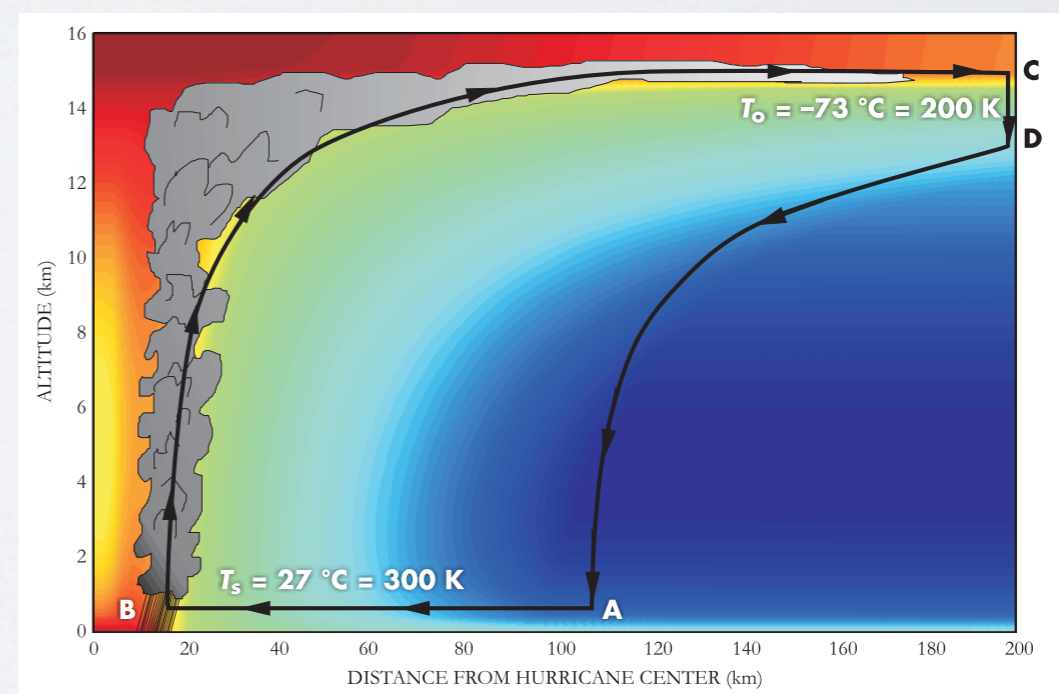 16
14
12
10
8
6
4
2
0
ALTITUDE (km)
C
T₀ = –73 °C = 200 K
D
Tₛ = 27 °C = 300 K
B
A
0
20
40
60
80
100
120
140
160
180
200
DISTANCE FROM HURRICANE CENTER (km)